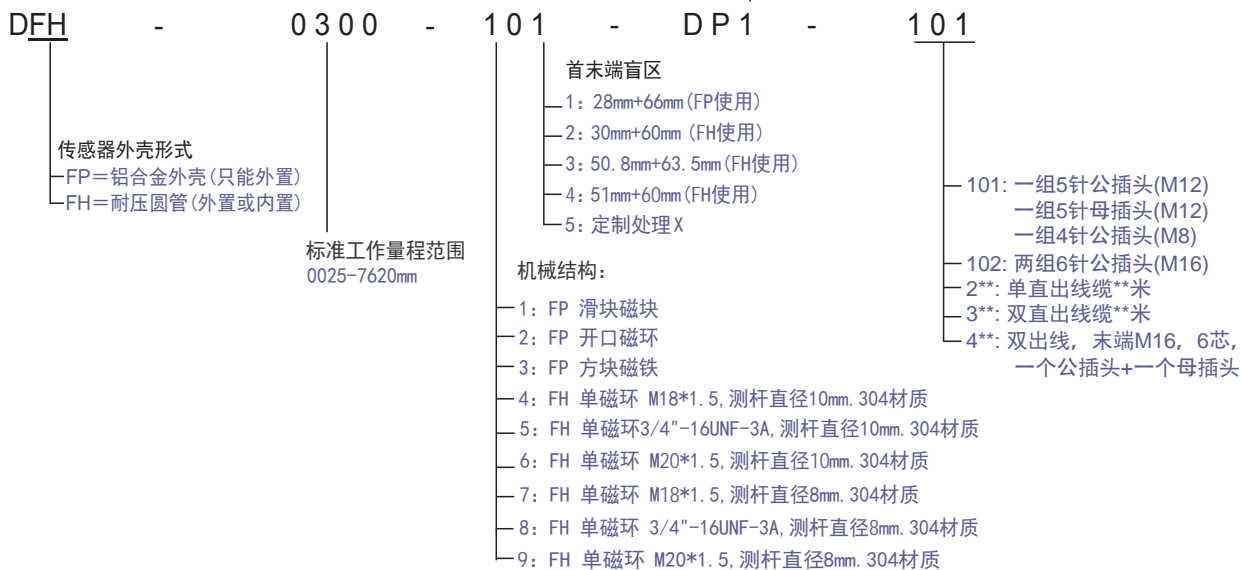 DFH - 0300 - 101 - DP1 - 101
首末端盲区
1: 28mm+66mm(FP使用)
2: 30mm+60mm (FH使用)
3: 50.8mm+63.5mm(FH使用)
4: 51mm+60mm(FH使用)
5: 定制处理X
传感器外壳形式
FP=铝合金外壳(只能外置)
FH=耐压圆管(外置或内置)
标准工作量程范围
0025-7620mm
机械结构:
1: FP 滑块磁块
2: FP 开口磁环
3: FP 方块磁铁
4: FH 单磁环 M18*1.5,测杆直径10mm.304材质
5: FH 单磁环3/4"-16UNF-3A,测杆直径10mm.304材质
6: FH 单磁环 M20*1.5,测杆直径10mm.304材质
7: FH 单磁环 M18*1.5,测杆直径8mm.304材质
8: FH 单磁环 3/4"-16UNF-3A,测杆直径8mm.304材质
9: FH 单磁环 M20*1.5,测杆直径8mm.304材质
101: 一组5针公插头(M12)
一组5针母插头(M12)
一组4针公插头(M8)
102: 两组6针公插头(M16)
2**: 单直出线缆**米
3**: 双直出线缆**米
4**: 双出线, 末端M16, 6芯,
一个公插头+一个母插头